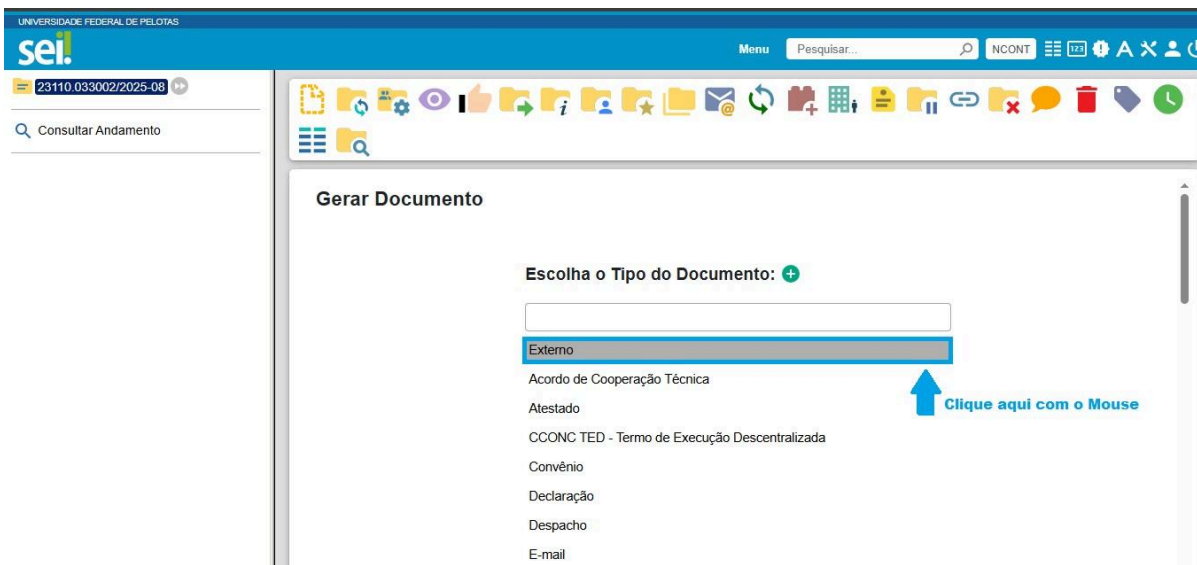 UNIVERSIDADE FEDERAL DE PELOTAS
sei!
Menu Pesquisar... NCONT 123
23110.033002/2025-08
Consultar Andamento
Gerar Documento
Escolha o Tipo do Documento:
Externo
Acordo de Cooperação Técnica
Clique aqui com o Mouse
Atestado
CCONC TED - Termo de Execução Descentralizada
Convênio
Declaração
Despacho
E-mail